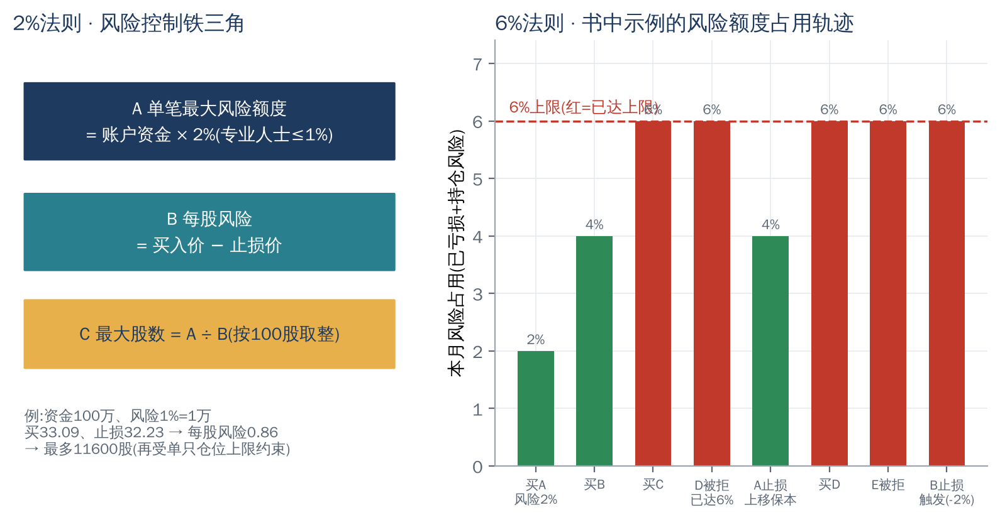 2%法则 · 风险控制铁三角
A 单笔最大风险额度
= 账户资金 × 2%(专业人士≤1%)
B 每股风险
= 买入价 − 止损价
C 最大股数 = A ÷ B(按100股取整)
例:资金100万、风险1%=1万
买33.09、止损32.23 → 每股风险0.86
→ 最多11600股(再受单只仓位上限约束)
6%法则 · 书中示例的风险额度占用轨迹
本月风险占用(已亏损+持仓风险)
7
6
5
4
3
2
1
0
6%上限(红=已达上限)
2%
4%
6%
6%
4%
6%
6%
6%
买A
风险2%
买B
买C
D被拒
已达6%
A止损
上移保本
买D
E被拒
B止损
触发(-2%)